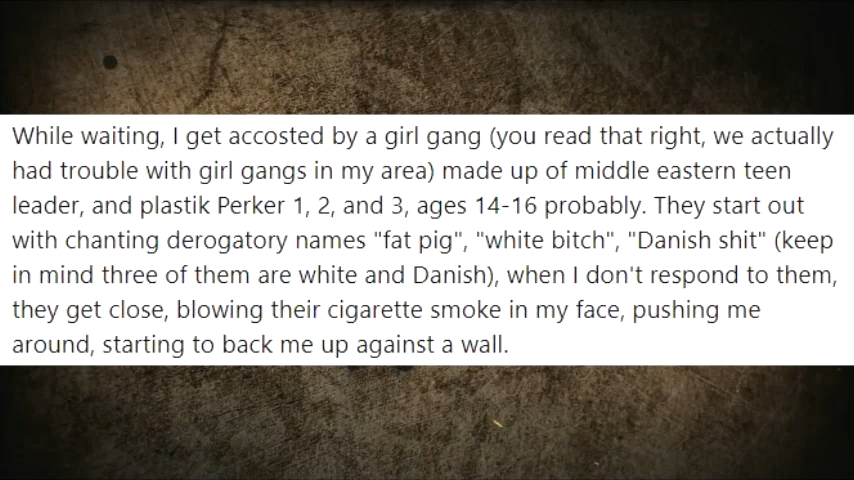 While waiting, I get accosted by a girl gang (you read that right, we actually
had trouble with girl gangs in my area) made up of middle eastern teen
leader, and plastik Perker 1, 2, and 3, ages 14-16 probably. They start out
with chanting derogatory names "fat pig", "white bitch", "Danish shit" (keep
in mind three of them are white and Danish), when I don't respond to them,
they get close, blowing their cigarette smoke in my face, pushing me
around, starting to back me up against a wall.